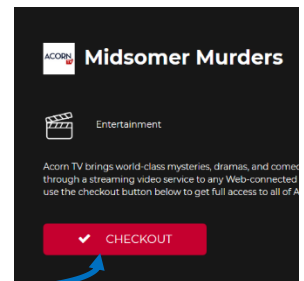 ACORN TV
Midsomer Murders
Entertainment
Acorn TV brings world-class mysteries, dramas, and comed
through a streaming video service to any Web-connected
use the checkout button below to get full access to all of A
CHECKOUT